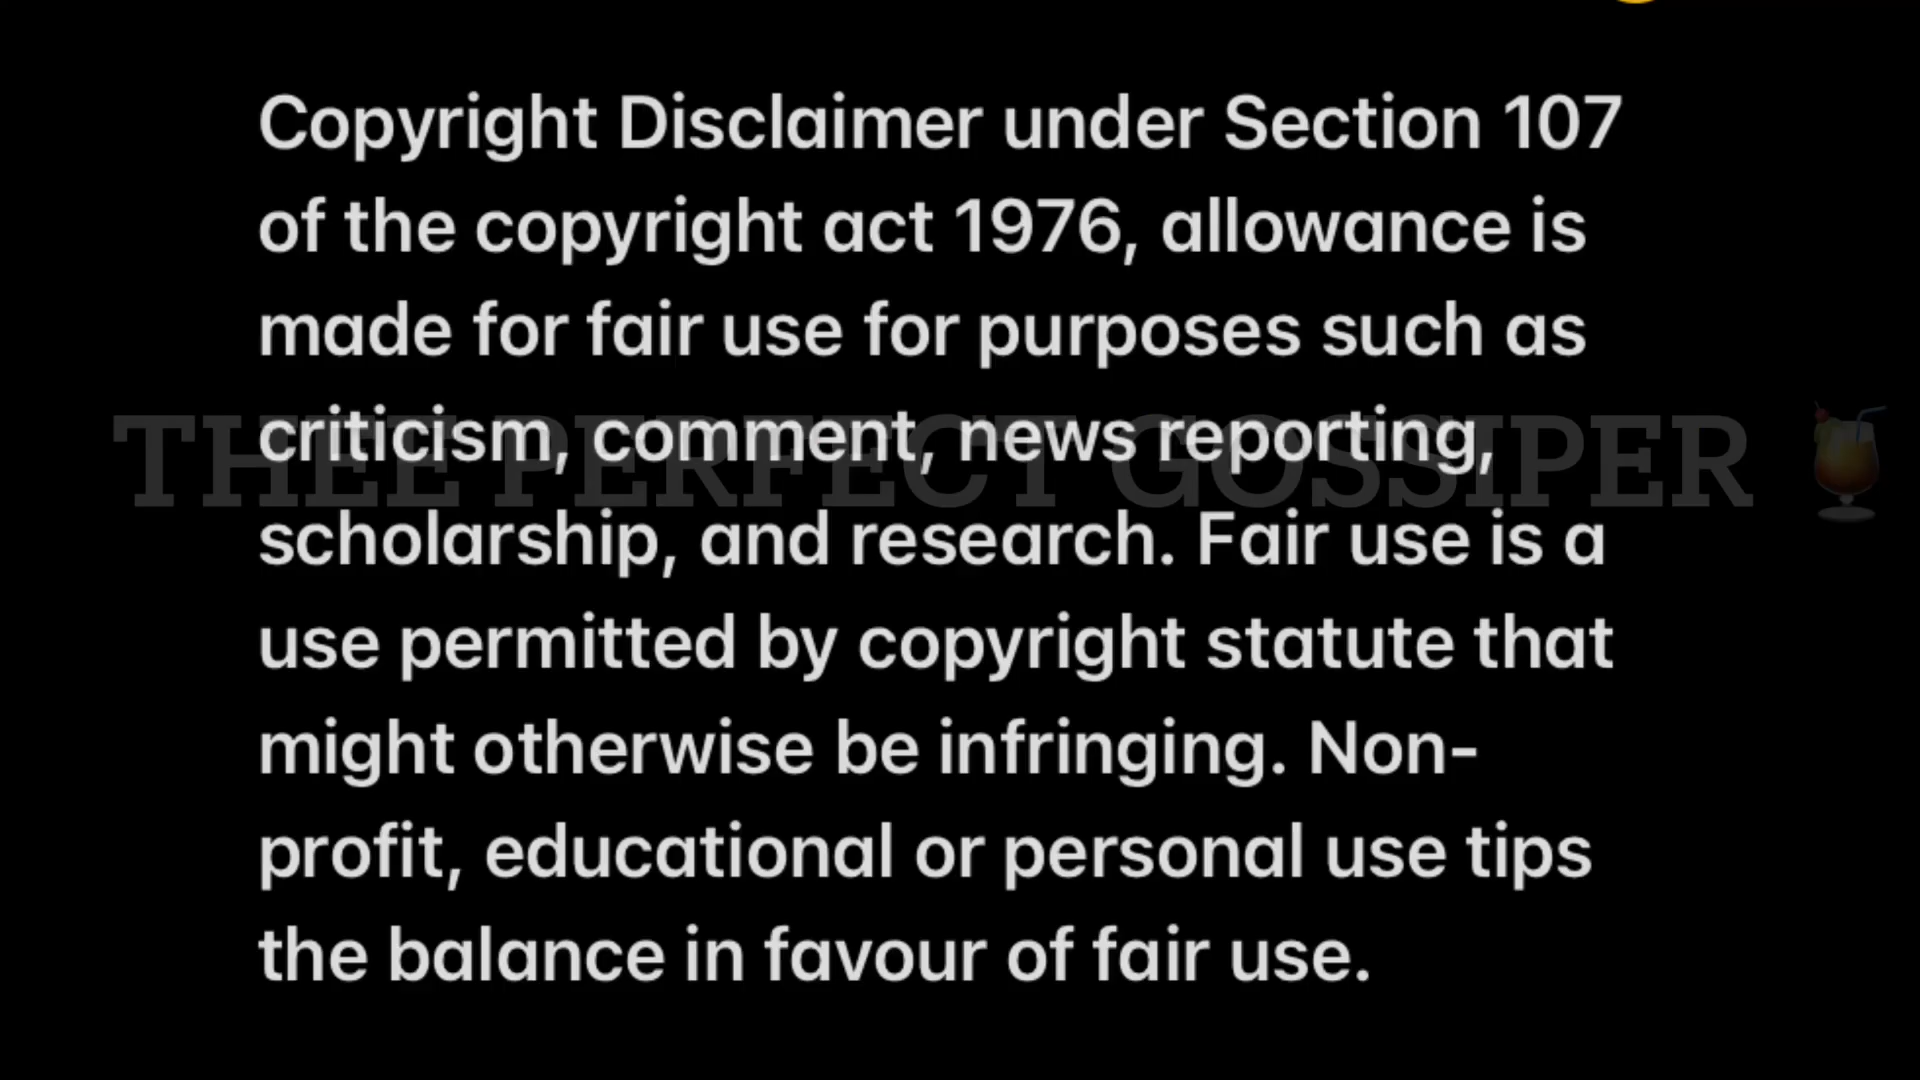 Copyright Disclaimer under Section 107
of the copyright act 1976, allowance is
made for fair use for purposes such as
criticism, comment, news reporting,
THEE PERFECT GOSSIPER
scholarship, and research. Fair use is a
use permitted by copyright statute that
might otherwise be infringing. Non-
profit, educational or personal use tips
the balance in favour of fair use.